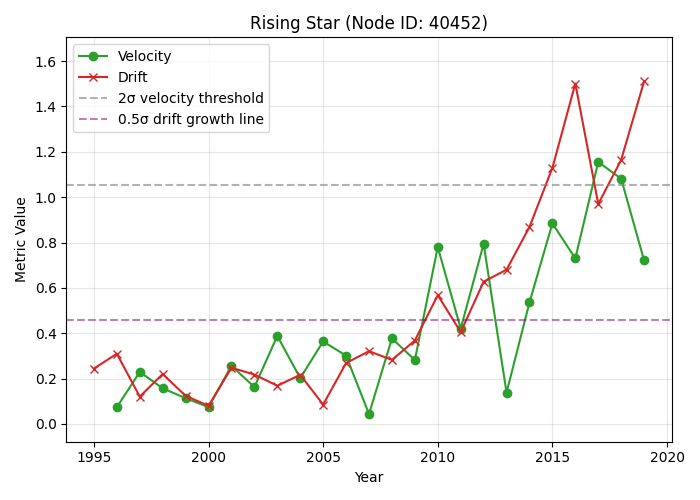 Rising Star (Node ID: 40452)
Velocity
Drift
2σ velocity threshold
0.5σ drift growth line
Metric Value
1.6
1.4
1.2
1.0
0.8
0.6
0.4
0.2
0.0
1995 2000 2005 2010 2015 2020
Year